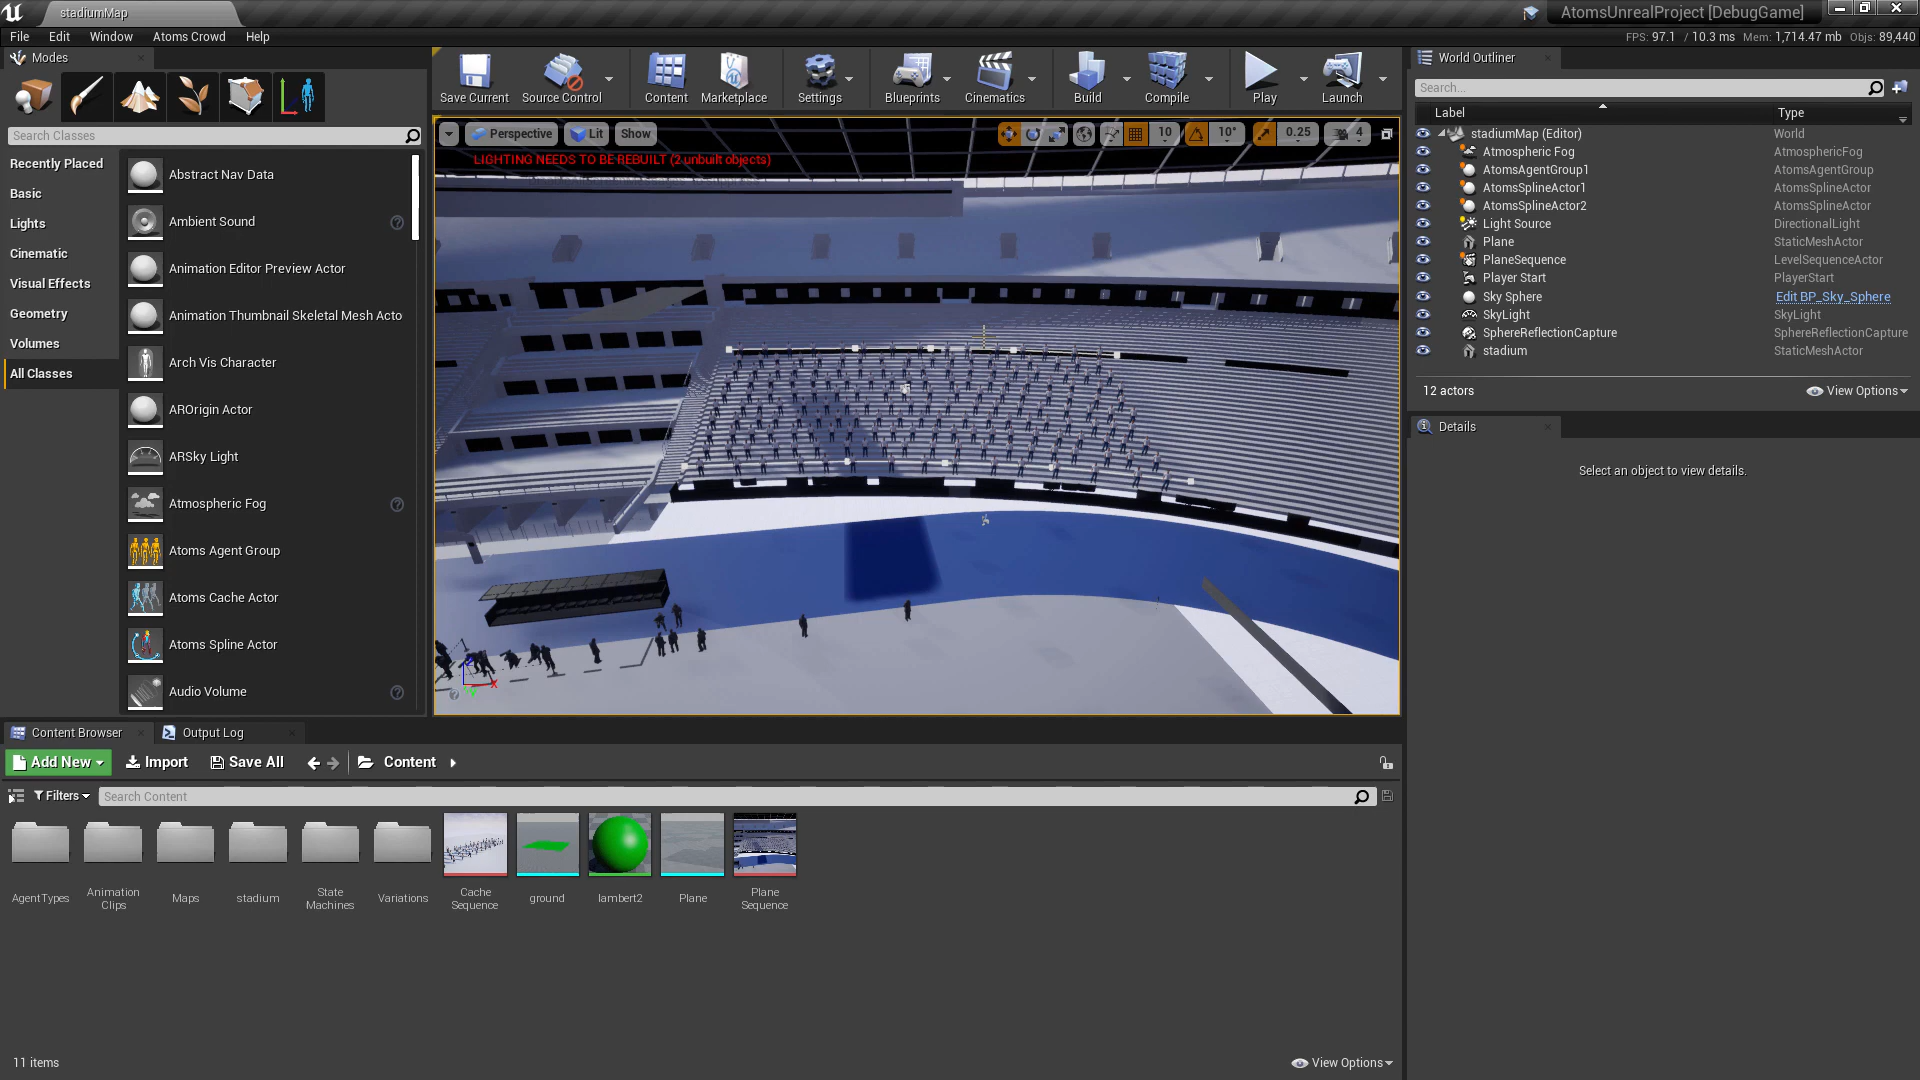 stadiumMap
AtomsUnrealProject [DebugGame]
File Edit Window Atoms Crowd Help
FPS: 97.1 / 10.3 ms Mem: 1,714.47 mb Objs: 89,440
Modes
Search Classes
Recently Placed
Basic
Lights
Cinematic
Visual Effects
Geometry
Volumes
All Classes
Abstract Nav Data
Ambient Sound
Animation Editor Preview Actor
Animation Thumbnail Skeletal Mesh Acto
Arch Vis Character
AROrigin Actor
ARSky Light
Atmospheric Fog
Atoms Agent Group
Atoms Cache Actor
Atoms Spline Actor
Audio Volume
Save Current Source Control Content Marketplace Settings Blueprints Cinematics Build Compile Play Launch
Perspective Lit Show 10 10° 0.25 4
LIGHTING NEEDS TO BE REBUILT (2 unbuilt objects)
X
World Outliner
Search...
Label Type
stadiumMap (Editor) World
Atmospheric Fog AtmosphericFog
AtomsAgentGroup1 AtomsAgentGroup
AtomsSplineActor1 AtomsSplineActor
AtomsSplineActor2 AtomsSplineActor
Light Source DirectionalLight
Plane StaticMeshActor
PlaneSequence LevelSequenceActor
Player Start PlayerStart
Sky Sphere Edit BP_Sky_Sphere
SkyLight SkyLight
SphereReflectionCapture SphereReflectionCapture
stadium StaticMeshActor
12 actors View Options
Details
Select an object to view details.
Content Browser Output Log
Add New Import Save All Content
Filters Search Content
AgentTypes
Animation
Clips
Maps
stadium
State
Machines
Variations
Cache
Sequence
ground
lambert2
Plane
Plane
Sequence
11 items View Options